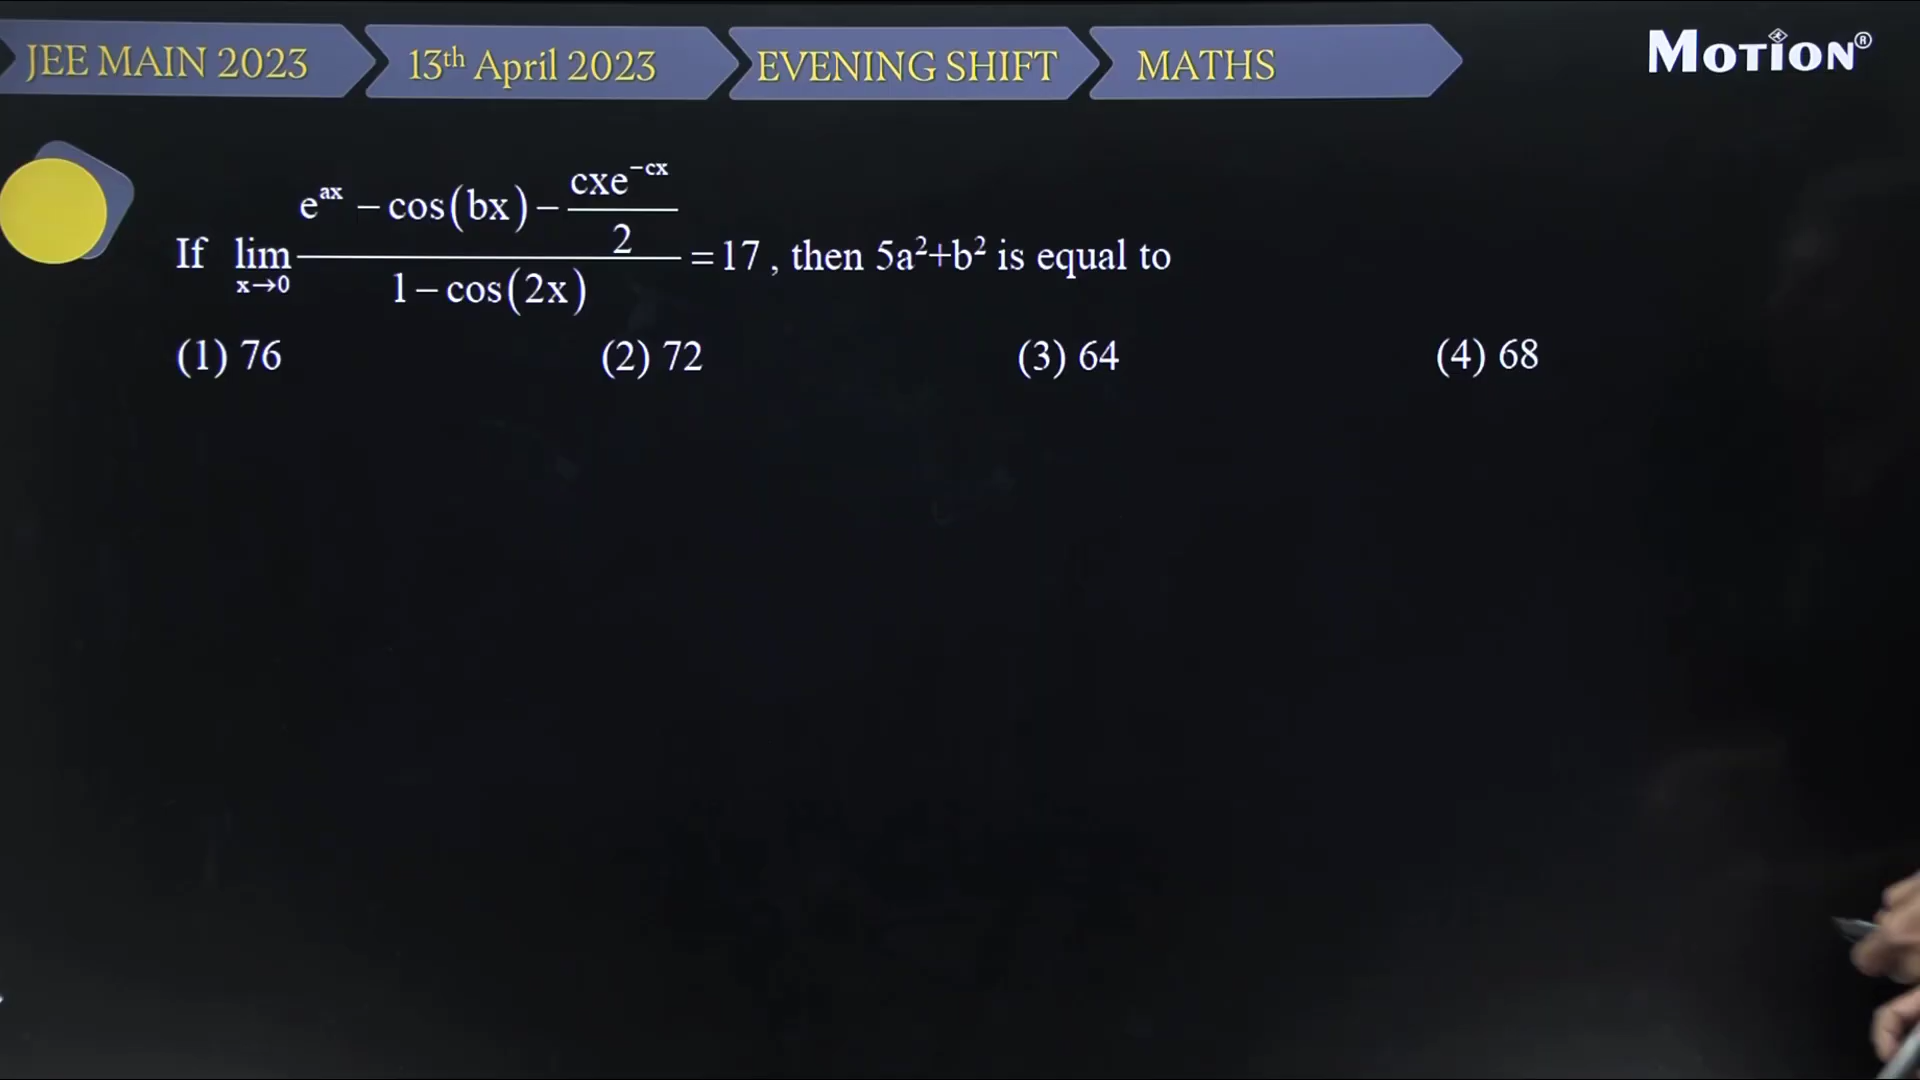 JEE MAIN 2023 13th April 2023 EVENING SHIFT MATHS
MOTION®
If lim x→0 (e^{ax} − cos(bx) − cxe^{−cx}/2) / (1 − cos(2x)) = 17, then 5a²+b² is equal to
(1) 76 (2) 72 (3) 64 (4) 68